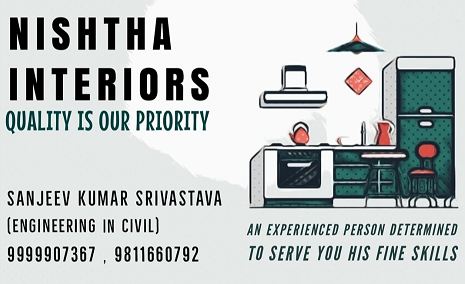 NISHTHA
INTERIORS
QUALITY IS OUR PRIORITY
SANJEEV KUMAR SRIVASTAVA
(ENGINEERING IN CIVIL)
9999907367 , 9811660792
AN EXPERIENCED PERSON DETERMINED
TO SERVE YOU HIS FINE SKILLS